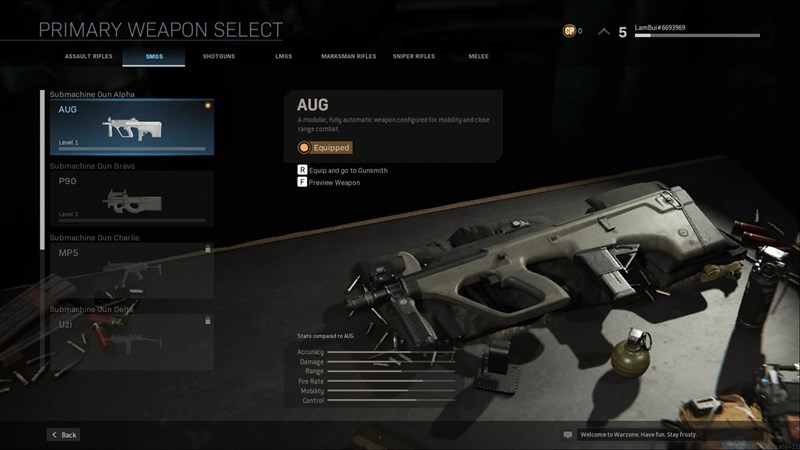 PRIMARY WEAPON SELECT
CP 0
5
LamBui#6693969
ASSAULT RIFLES
SMGS
SHOTGUNS
LMGS
MARKSMAN RIFLES
SNIPER RIFLES
MELEE
Submachine Gun Alpha
AUG
Level 1
Submachine Gun Bravo
P90
Level 1
Submachine Gun Charlie
MP5
Submachine Gun Delta
Uzi
AUG
A modular, fully automatic weapon configured for mobility and close
range combat.
Equipped
R Equip and go to Gunsmith
F Preview Weapon
Stats compared to AUG
Accuracy
Damage
Range
Fire Rate
Mobility
Control
Back
Welcome to Warzone. Have fun. Stay frosty.